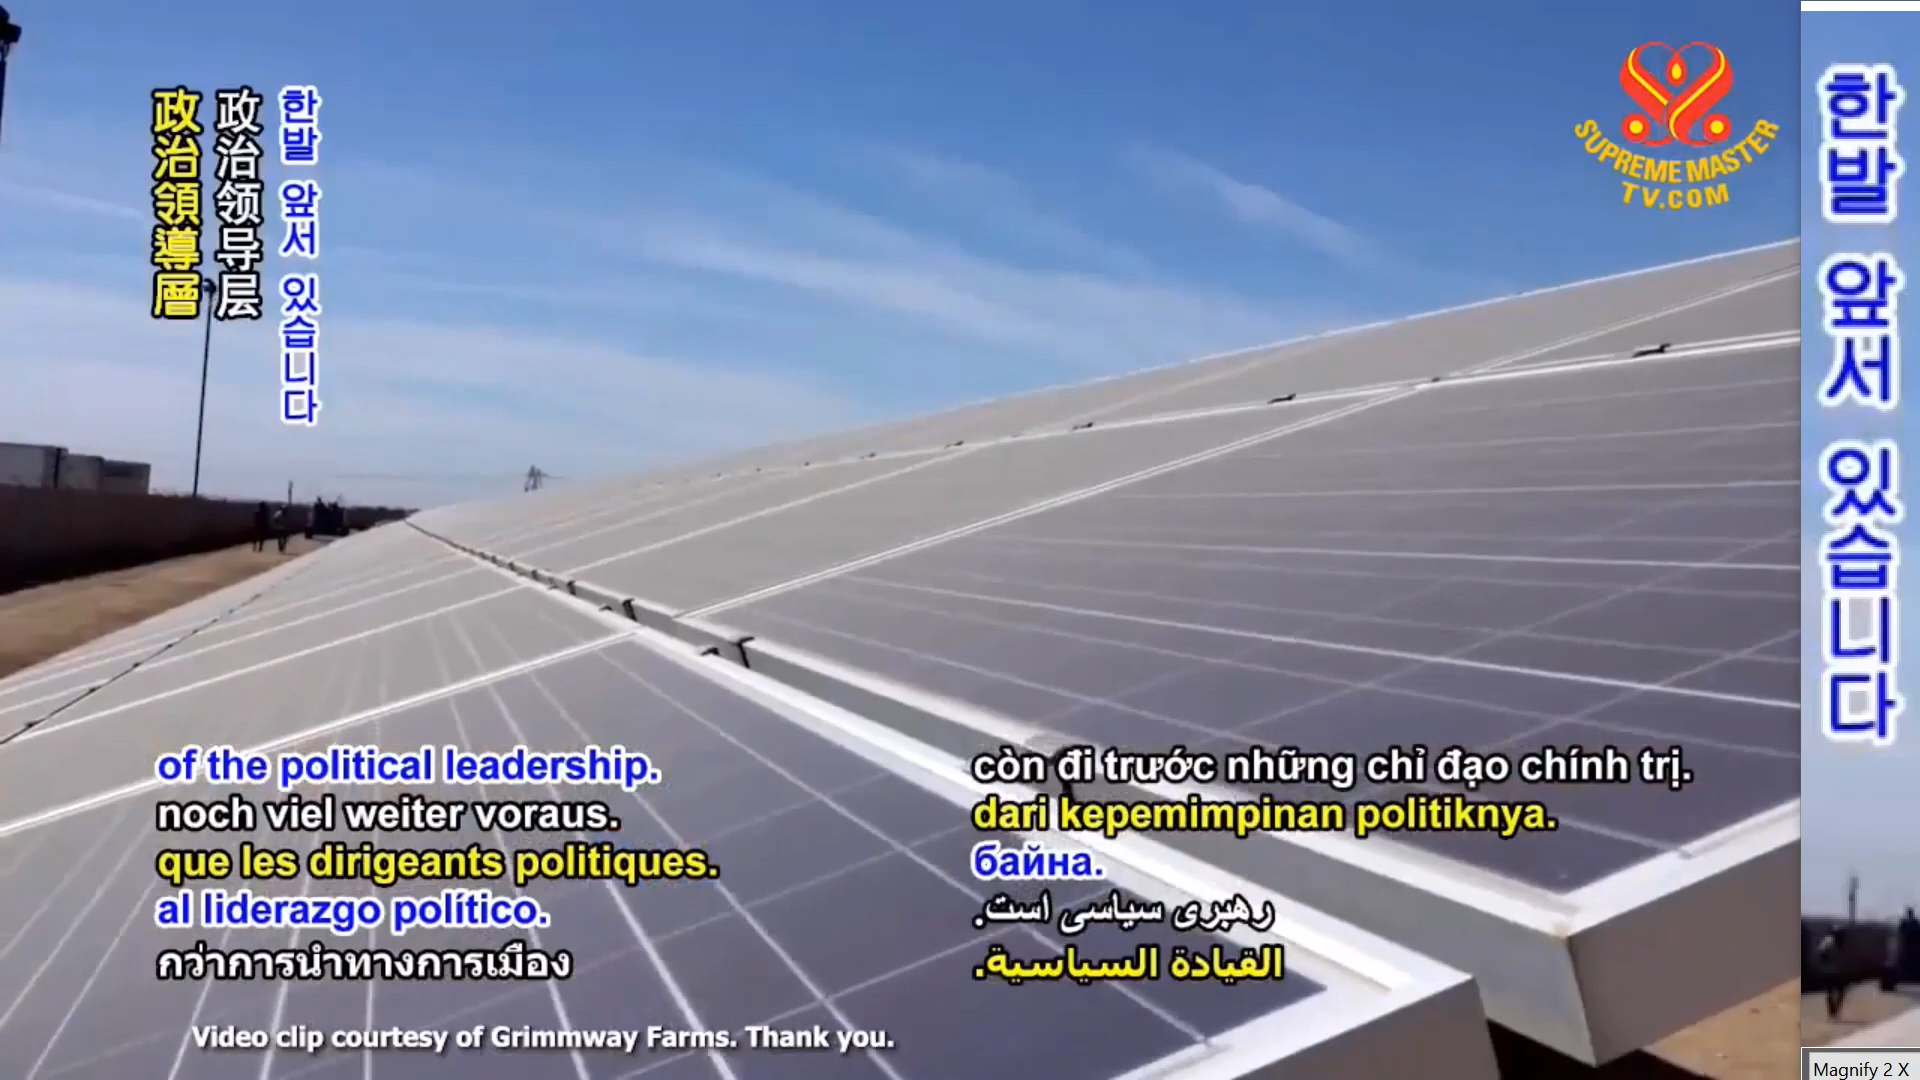 政治領導層
政治领导层
한발 앞서 있습니다
SUPREME MASTER
TV.COM
of the political leadership.
noch viel weiter voraus.
que les dirigeants politiques.
al liderazgo político.
กว่าการนำทางการเมือง
còn đi trước những chỉ đạo chính trị.
dari kepemimpinan politiknya.
байна.
رهبری سیاسی است.
القيادة السياسية.
Video clip courtesy of Grimmway Farms. Thank you.
한발 앞서 있습니다
Magnify 2 X